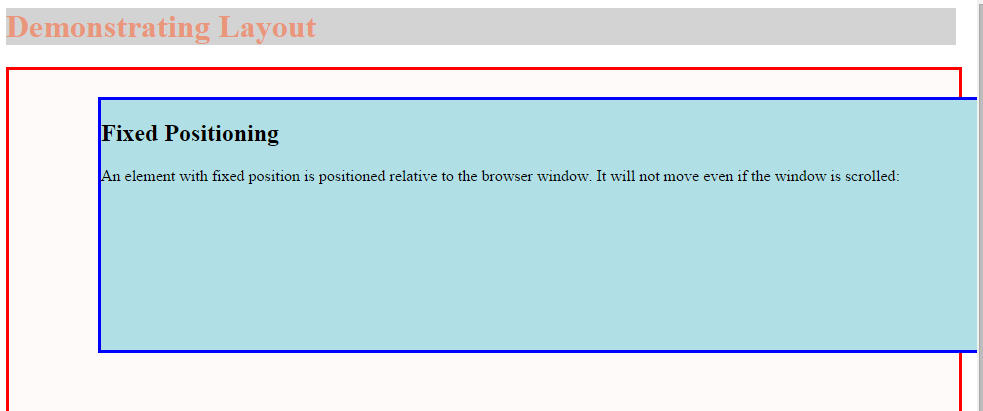 Demonstrating Layout
Fixed Positioning
An element with fixed position is positioned relative to the browser window. It will not move even if the window is scrolled: